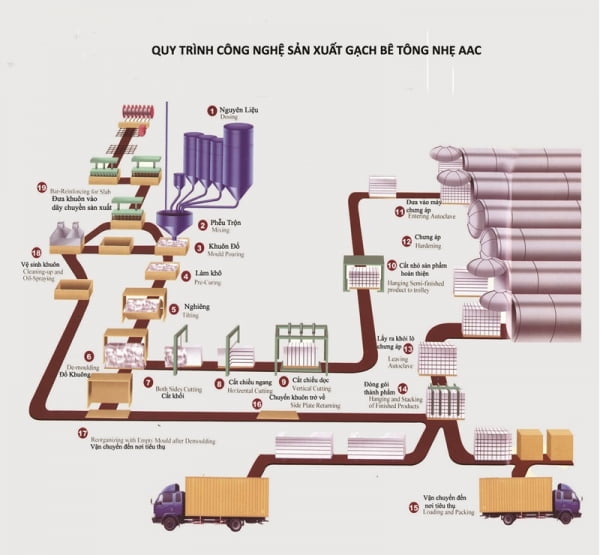 QUY TRÌNH CÔNG NGHỆ SẢN XUẤT GẠCH BÊ TÔNG NHẸ AAC
1 Nguyên Liệu
Dosing
2 Phễu Trộn
Mixing
3 Khuôn Đổ
Mould Pouring
4 Làm khô
Pre-Curing
5 Nghiêng
Tilting
6
De-moulding
Đổ Khuông
7 Both Sides Cutting
Cắt khối
8 Cắt chiều ngang
Horizental Cutting
9 Cắt chiều dọc
Vertical Cutting
10 Cắt nhỏ sản phẩm
hoàn thiện
Hanging Semi-finished
product to trolley
11 Đưa vào máy
chưng áp
Entering Autoclave
12 Chưng áp
Hardening
13 Lấy ra khỏi lò
chưng áp
Leaving
Autoclave
14 Đóng gói
thành phẩm
Hanging and Stacking
of Finished Products
15 Vận chuyển đến
nơi tiêu thụ
Loading and Packing
16 Chuyển khuôn trở về
Side Plate Returning
17 Reorganizing with Empty Mould after Demoulding
Vận chuyển đến nơi tiêu thụ
18
Vệ sinh khuôn
Cleaning-up and
Oil-Spraying
19 Bar-Reinforcing for Slab
Đưa khuôn vào
dây chuyền sản xuất